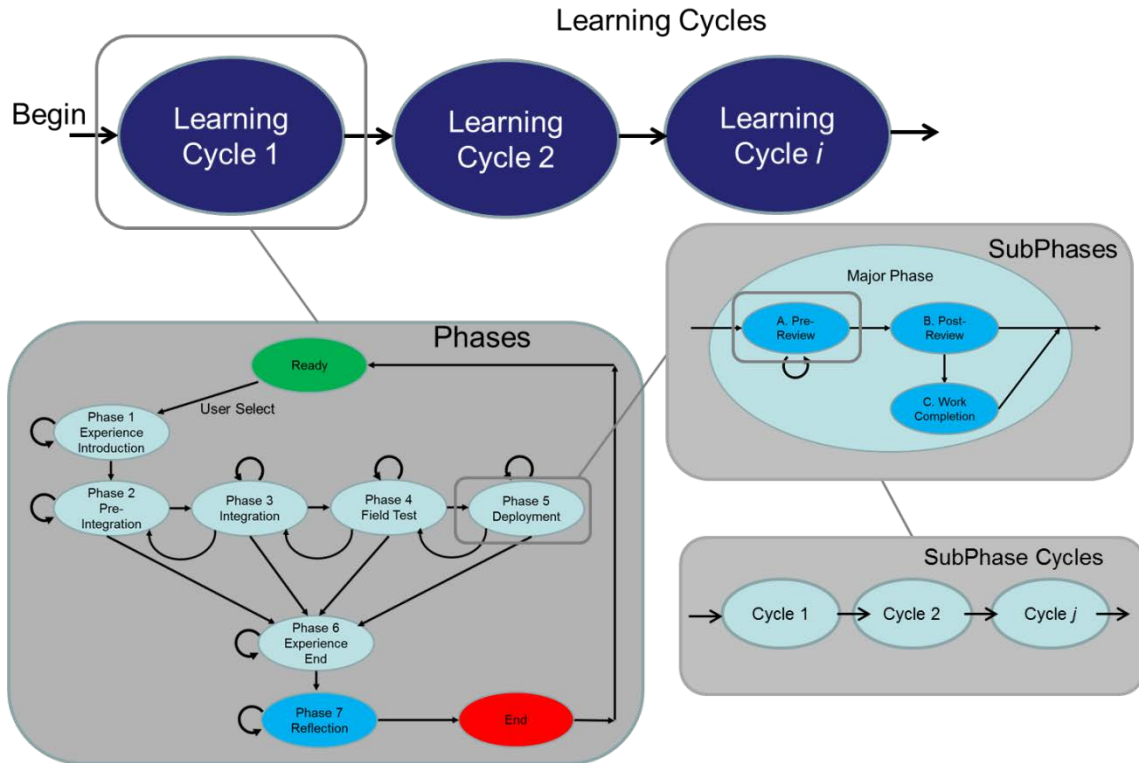 Learning Cycles
Begin
Learning
Cycle 1
Learning
Cycle 2
Learning
Cycle i
SubPhases
Major Phase
A. Pre-
Review
B. Post-
Review
C. Work
Completion
Phases
Ready
User Select
Phase 1
Experience
Introduction
Phase 2
Pre-
Integration
Phase 3
Integration
Phase 4
Field Test
Phase 5
Deployment
Phase 6
Experience
End
Phase 7
Reflection
End
SubPhase Cycles
Cycle 1
Cycle 2
Cycle j